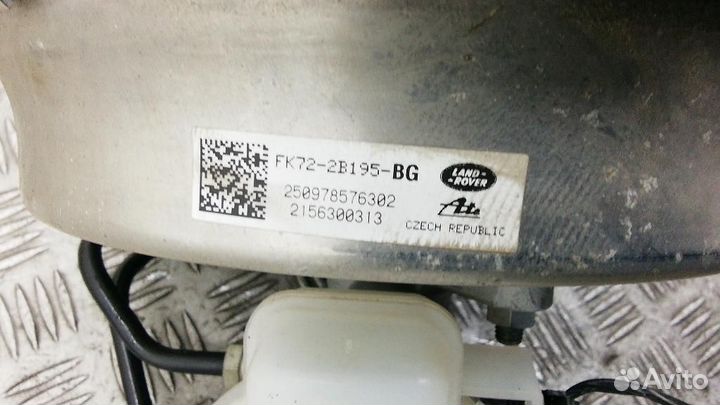 FK72-2B195-BG
LAND-
-ROVER
250978576302
2156300313
Ate
CZECH REPUBLIC
Avito